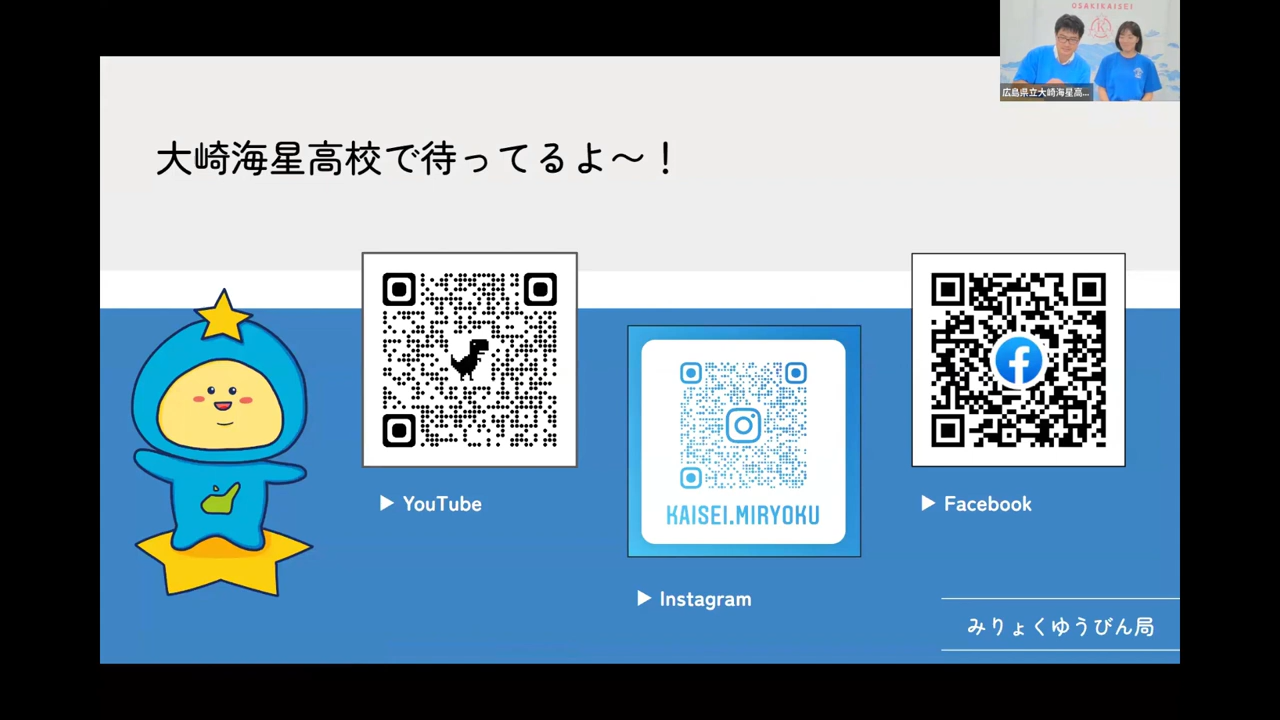 OSAKIKAISEI
K
広島県立大崎海星高...
大崎海星高校で待ってるよ〜！
▶ YouTube
KAISEI.MIRYOKU
▶ Instagram
▶ Facebook
みりょくゆうびん局